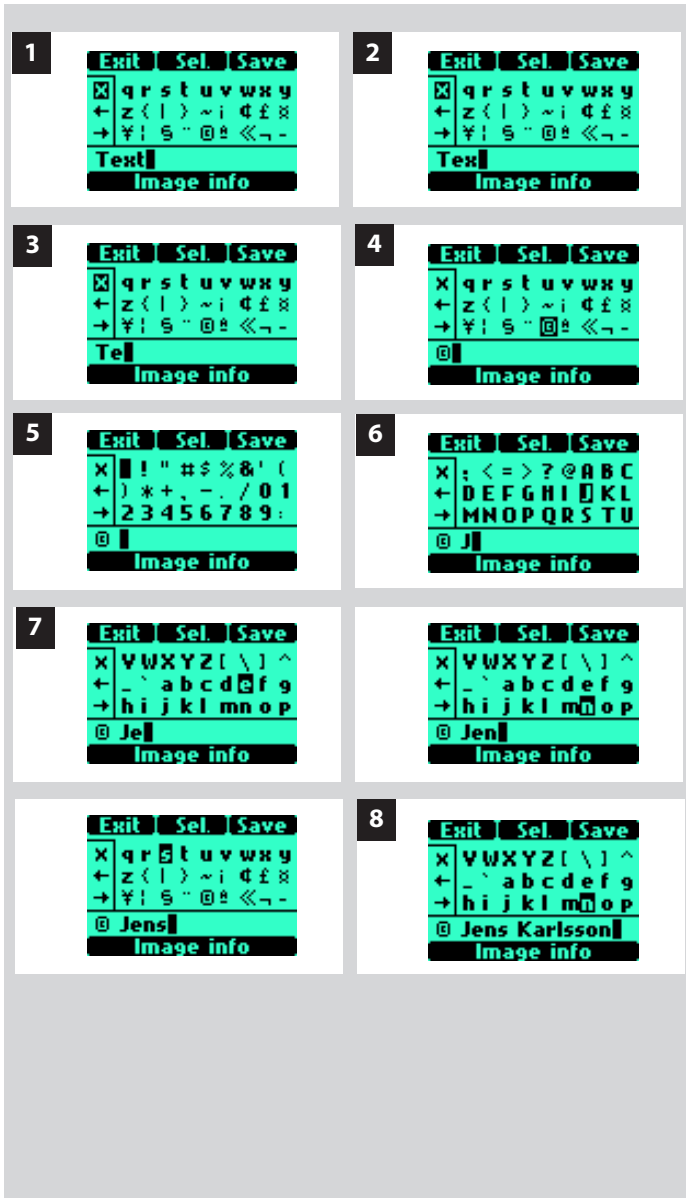 1
Exit Sel. Save
x q r s t u v w x y
← z { | } ~ ¡ ¢ £ ¤
→ ¥ ¦ § ¨ © ª « ¬ -
Text
Image info
2
Exit Sel. Save
x q r s t u v w x y
← z { | } ~ ¡ ¢ £ ¤
→ ¥ ¦ § ¨ © ª « ¬ -
Tex
Image info
3
Exit Sel. Save
x q r s t u v w x y
← z { | } ~ ¡ ¢ £ ¤
→ ¥ ¦ § ¨ © ª « ¬ -
Te
Image info
4
Exit Sel. Save
x q r s t u v w x y
← z { | } ~ ¡ ¢ £ ¤
→ ¥ ¦ § ¨ © ª « ¬ -
©
Image info
5
Exit Sel. Save
x ! " # $ % & ' (
← ) * + , - . / 0 1
→ 2 3 4 5 6 7 8 9 :
©
Image info
6
Exit Sel. Save
x ; < = > ? @ A B C
← D E F G H I J K L
→ M N O P Q R S T U
© J
Image info
7
Exit Sel. Save
x V W X Y Z [ \ ] ^
← _ ` a b c d e f g
→ h i j k l m n o p
© Je
Image info
Exit Sel. Save
x V W X Y Z [ \ ] ^
← _ ` a b c d e f g
→ h i j k l m n o p
© Jen
Image info
Exit Sel. Save
x q r s t u v w x y
← z { | } ~ ¡ ¢ £ ¤
→ ¥ ¦ § ¨ © ª « ¬ -
© Jens
Image info
8
Exit Sel. Save
x V W X Y Z [ \ ] ^
← _ ` a b c d e f g
→ h i j k l m n o p
© Jens Karlsson
Image info